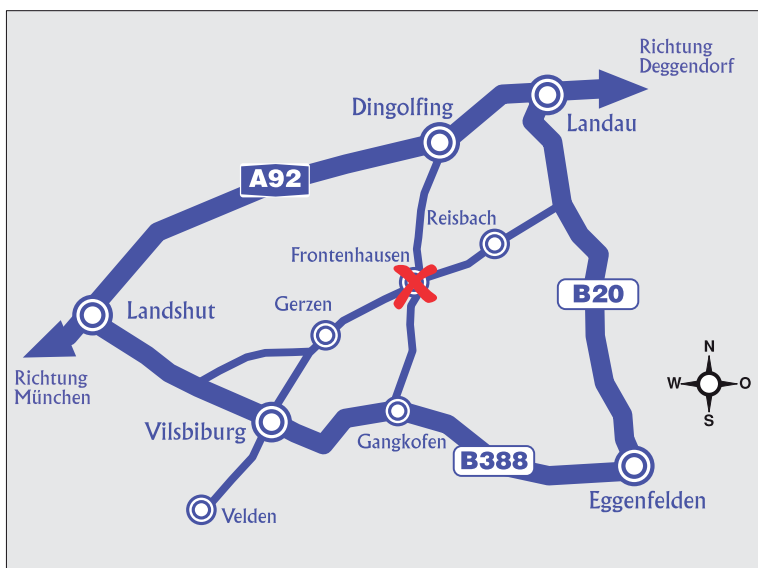 Richtung
Deggendorf
Dingolfing
Landau
A92
Reisbach
Frontenhausen
B20
Gerzen
Landshut
N
W
O
S
Richtung
München
Vilsbiburg
Gangkofen
B388
Eggenfelden
Velden